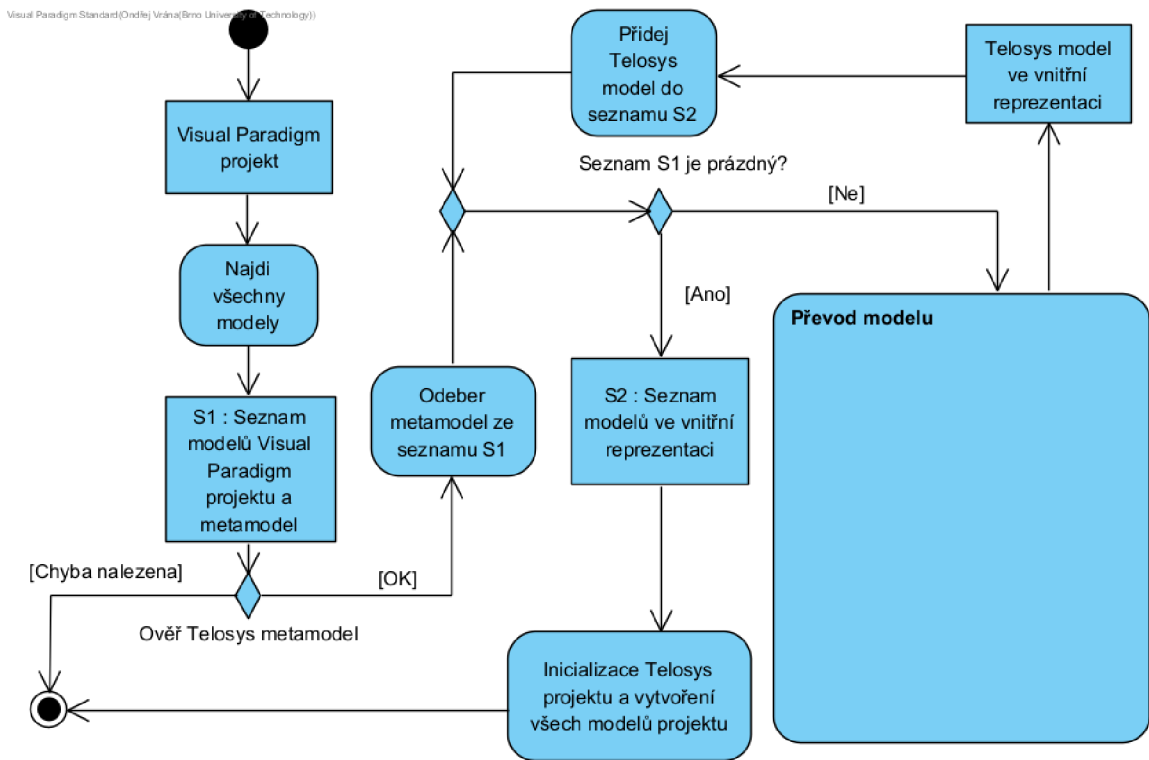 Visual Paradigm Standard(Ondřej Vrána(Brno University of Technology))
Visual Paradigm
projekt
Najdi
všechny
modely
S1 : Seznam
modelů Visual
Paradigm
projektu a
metamodel
[Chyba nalezena]
[OK]
Ověř Telosys metamodel
Odeber
metamodel ze
seznamu S1
Přidej
Telosys
model do
seznamu S2
Telosys model
ve vnitřní
reprezentaci
Seznam S1 je prázdný?
[Ne]
[Ano]
S2 : Seznam
modelů ve vnitřní
reprezentaci
Převod modelu
Inicializace Telosys
projektu a vytvoření
všech modelů projektu